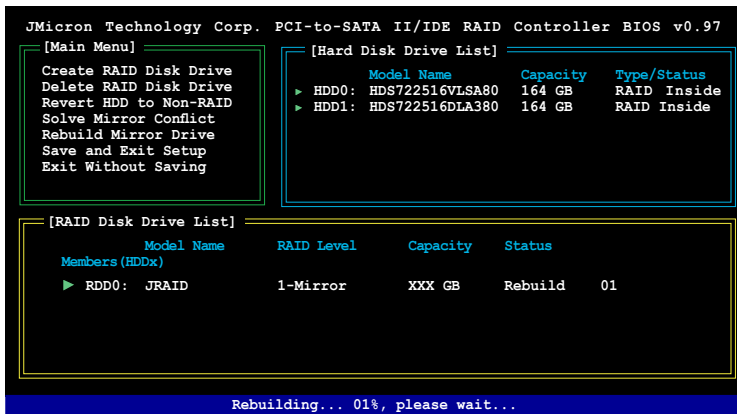 JMicron Technology Corp. PCI-to-SATA II/IDE RAID Controller BIOS v0.97
[Main Menu]
Create RAID Disk Drive
Delete RAID Disk Drive
Revert HDD to Non-RAID
Solve Mirror Conflict
Rebuild Mirror Drive
Save and Exit Setup
Exit Without Saving
[Hard Disk Drive List]
Model Name Capacity Type/Status
HDD0: HDS722516VLSA80 164 GB RAID Inside
HDD1: HDS722516DLA380 164 GB RAID Inside
[RAID Disk Drive List]
Model Name RAID Level Capacity Status
Members(HDDx)
RDD0: JRAID 1-Mirror XXX GB Rebuild 01
Rebuilding... 01%, please wait...